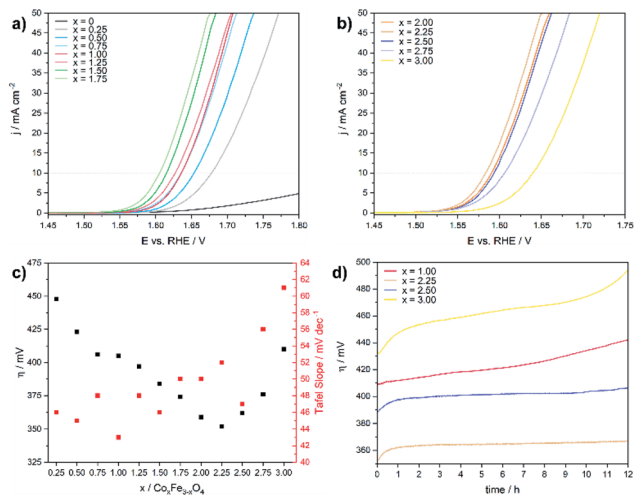 a)
x = 0
x = 0.25
x = 0.50
x = 0.75
x = 1.00
x = 1.25
x = 1.50
x = 1.75
50
45
40
35
30
25
20
15
10
5
0
j / mA cm⁻²
1.45 1.50 1.55 1.60 1.65 1.70 1.75 1.80
E vs. RHE / V
b)
x = 2.00
x = 2.25
x = 2.50
x = 2.75
x = 3.00
50
45
40
35
30
25
20
15
10
5
0
j / mA cm⁻²
1.45 1.50 1.55 1.60 1.65 1.70 1.75
E vs. RHE / V
c)
475
450
425
400
375
350
325
η / mV
64
62
60
58
56
54
52
50
48
46
44
42
40
Tafel Slope / mV dec⁻¹
0.25 0.50 0.75 1.00 1.25 1.50 1.75 2.00 2.25 2.50 2.75 3.00
x / CoₓFe₃₋ₓO₄
d)
x = 1.00
x = 2.25
x = 2.50
x = 3.00
500
480
460
440
420
400
380
360
η / mV
0 1 2 3 4 5 6 7 8 9 10 11 12
time / h